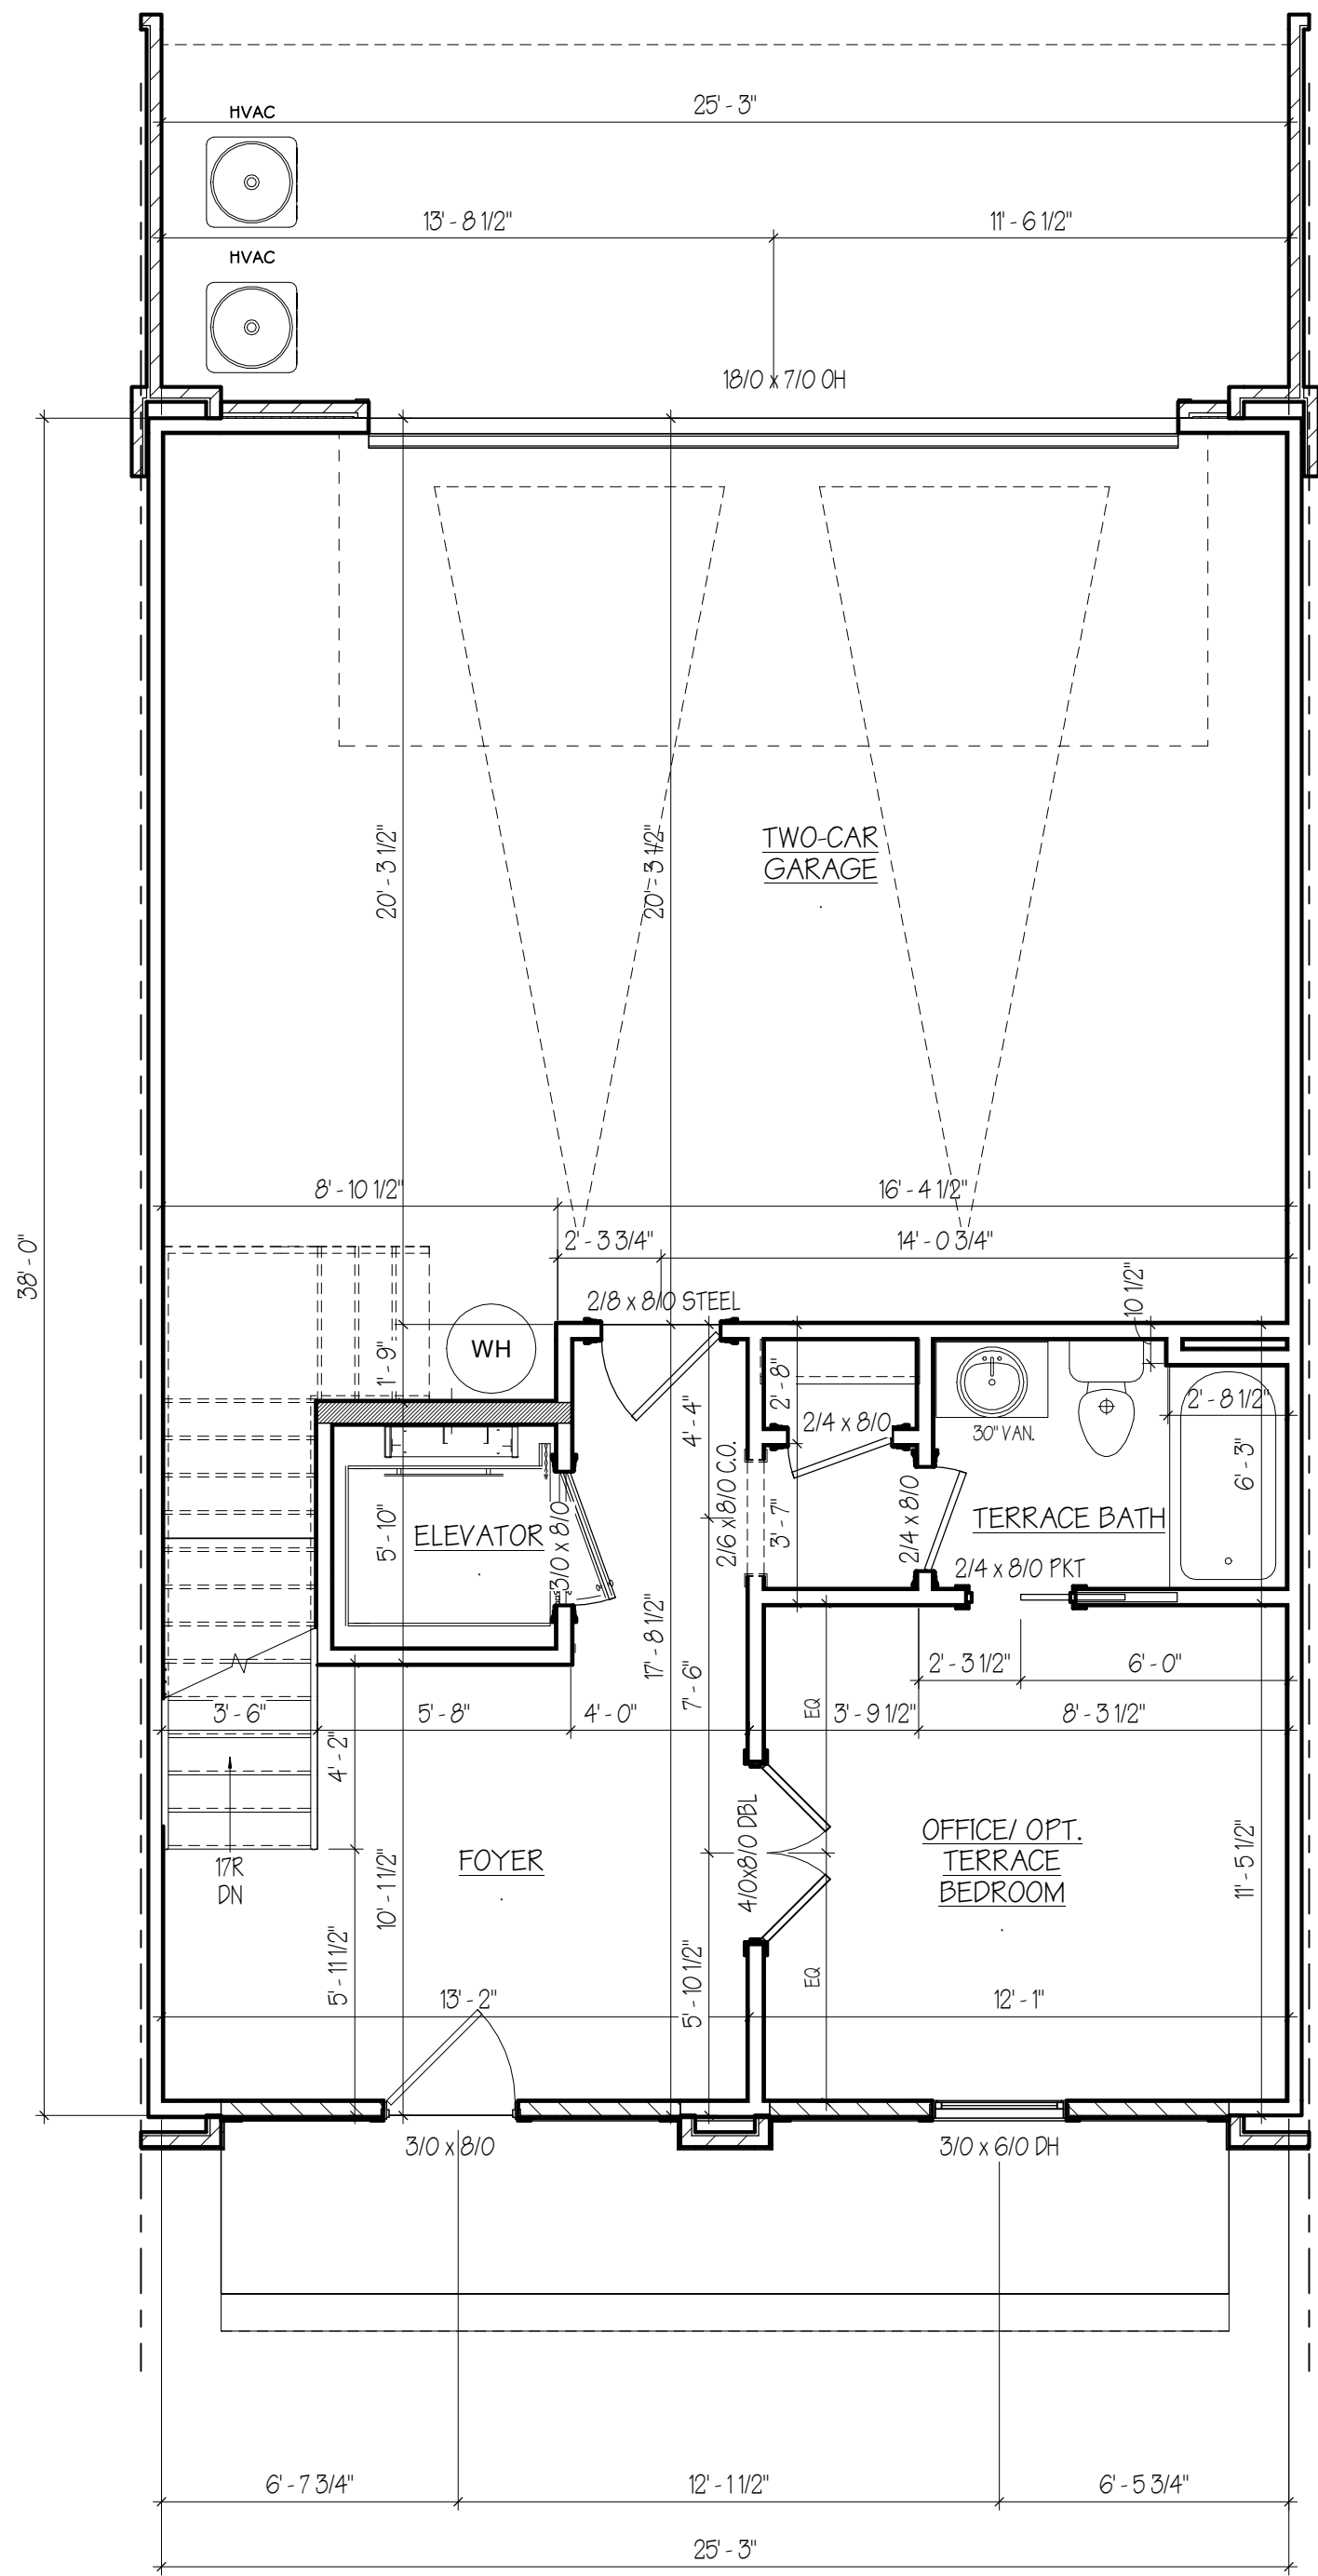 25' - 3"
HVAC
13' - 8 1/2"
11' - 6 1/2"
HVAC
18/0 x 7/0 OH
TWO-CAR
GARAGE
20' - 3 1/2"
20' - 3 1/2"
38' - 0"
8' - 10 1/2"
16' - 4 1/2"
2' - 3 3/4"
14' - 0 3/4"
10 1/2"
2/8 x 8/0 STEEL
WH
1' - 9"
2' - 8"
4' - 4"
2' - 8 1/2"
2/4 x 8/0
30" VAN.
6' - 3"
2/6 x 8/0 C.O.
3' - 7"
2/4 x 8/0
TERRACE BATH
ELEVATOR
5' - 10"
3/0 x 8/0
2/4 x 8/0 PKT
17' - 8 1/2"
7' - 6"
2' - 3 1/2"
6' - 0"
3' - 6"
5' - 8"
4' - 0"
EQ
3' - 9 1/2"
8' - 3 1/2"
4' - 2"
4/0x8/0 DBL
OFFICE/ OPT.
TERRACE
BEDROOM
FOYER
17R
DN
10' - 1 1/2"
11' - 5 1/2"
5' - 11 1/2"
5' - 10 1/2"
EQ
13' - 2"
12' - 1"
3/0 x 8/0
3/0 x 6/0 DH
6' - 7 3/4"
12' - 1 1/2"
6' - 5 3/4"
25' - 3"